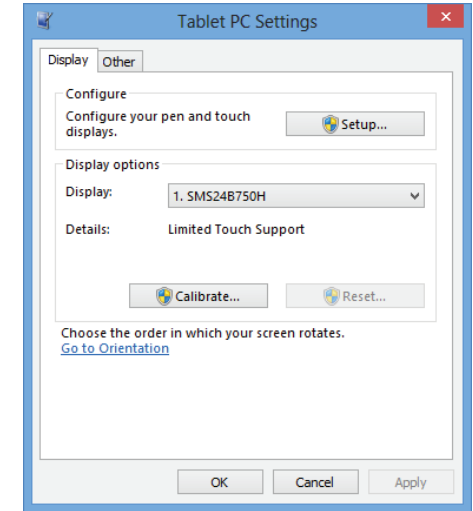 Tablet PC Settings
Display
Other
Configure
Configure your pen and touch
displays.
Setup...
Display options
Display:
1. SMS24B750H
Details:
Limited Touch Support
Calibrate...
Reset...
Choose the order in which your screen rotates.
Go to Orientation
OK
Cancel
Apply